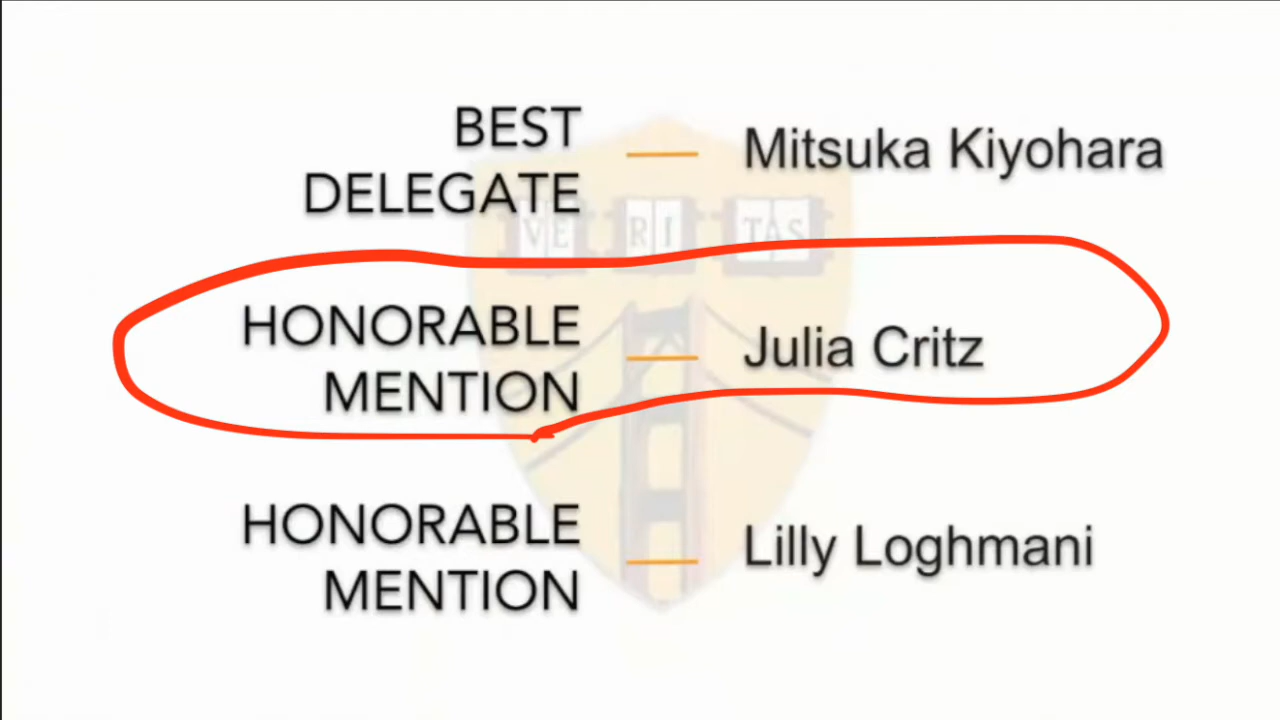 BEST
DELEGATE
Mitsuka Kiyohara
VE RI TAS
HONORABLE
MENTION
Julia Critz
HONORABLE
MENTION
Lilly Loghmani